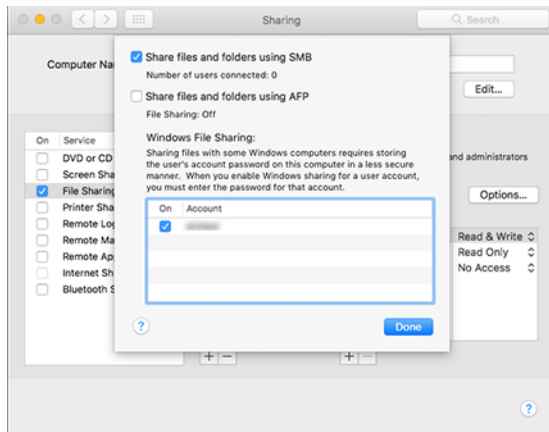 Sharing
Search
Computer Na
Edit...
Share files and folders using SMB
Number of users connected: 0
Share files and folders using AFP
File Sharing: Off
Windows File Sharing:
Sharing files with some Windows computers requires storing
the user's account password on this computer in a less secure
manner. When you enable Windows sharing for a user account,
you must enter the password for that account.
On Account
Done
On Service
DVD or CD
Screen Sha
File Sharing
Printer Sha
Remote Log
Remote Ma
Remote App
Internet Sh
Bluetooth S
and administrators
Options...
Read & Write
Read Only
No Access